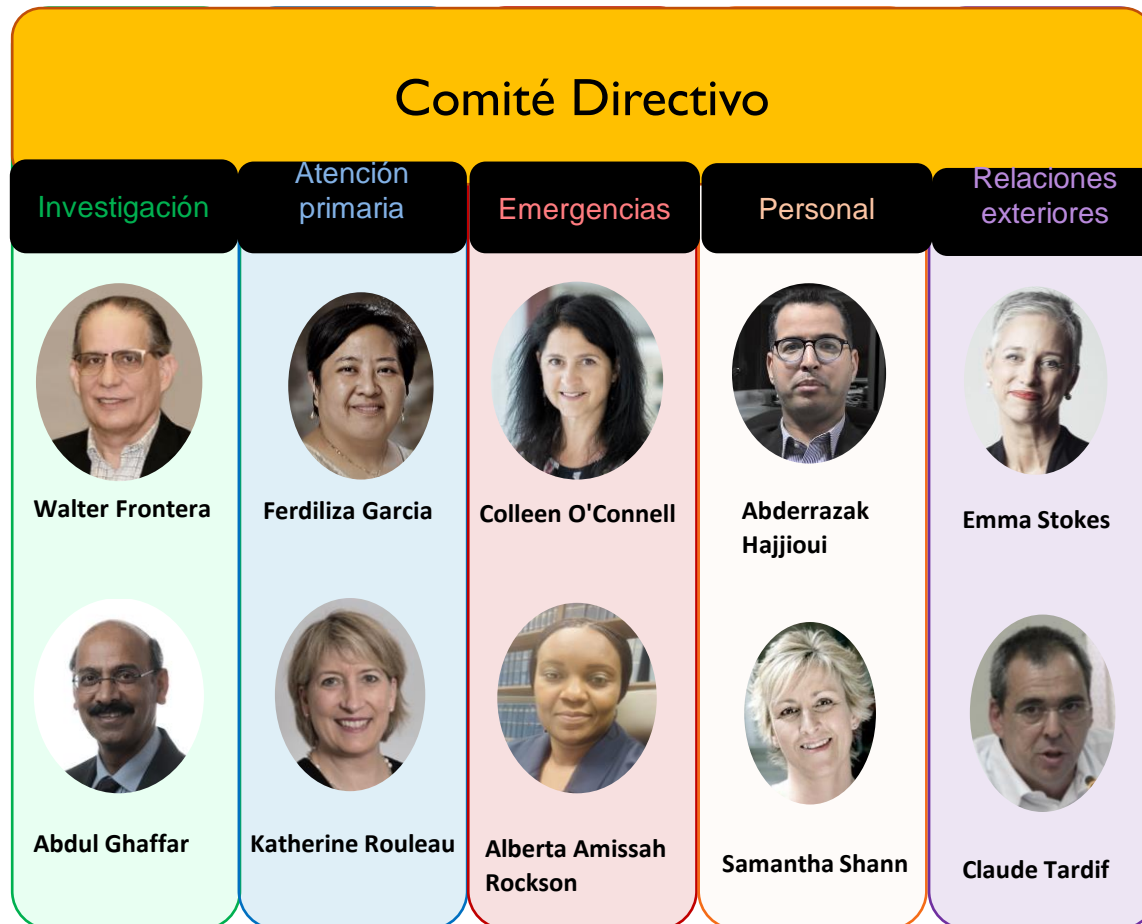 Comité Directivo
Investigación
Atención
primaria
Emergencias
Personal
Relaciones
exteriores
Walter Frontera
Ferdiliza Garcia
Colleen O'Connell
Abderrazak
Hajjioui
Emma Stokes
Abdul Ghaffar
Katherine Rouleau
Alberta Amissah
Rockson
Samantha Shann
Claude Tardif